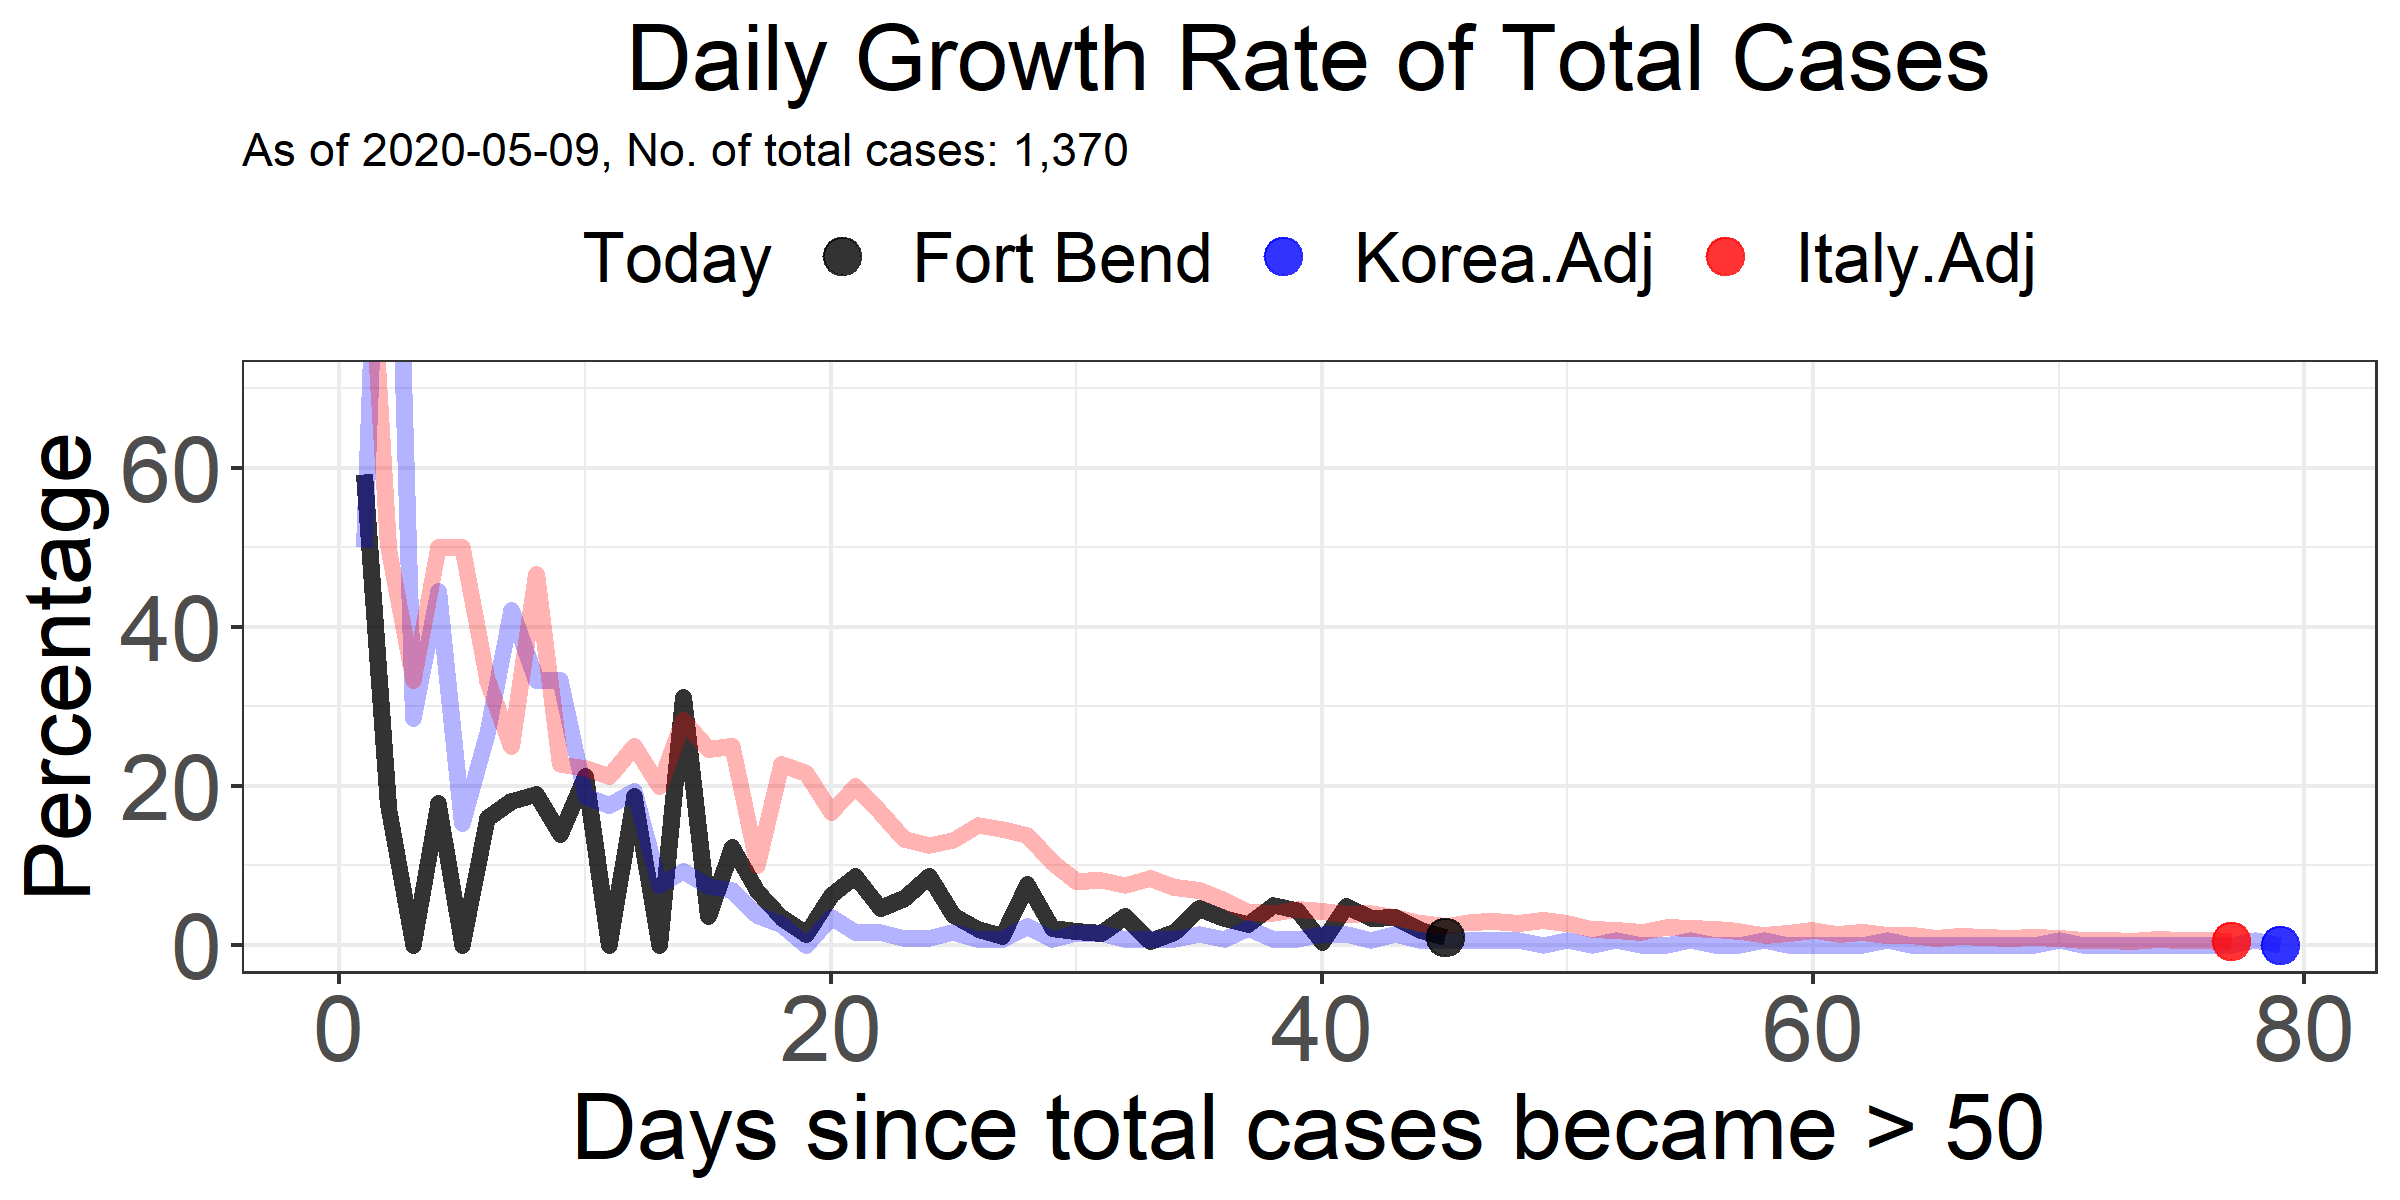 Daily Growth Rate of Total Cases
As of 2020-05-09, No. of total cases: 1,370
Today Fort Bend Korea.Adj Italy.Adj
Percentage
60
40
20
0
0 20 40 60 80
Days since total cases became > 50